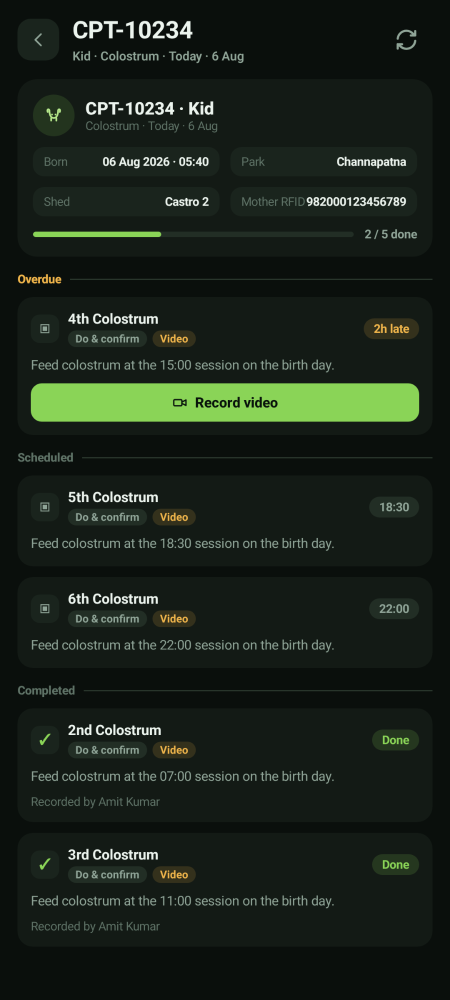 CPT-10234
Kid · Colostrum · Today · 6 Aug
CPT-10234 · Kid
Colostrum · Today · 6 Aug
Born 06 Aug 2026 · 05:40
Park Channapatna
Shed Castro 2
Mother RFID 982000123456789
2 / 5 done
Overdue
4th Colostrum
2h late
Do & confirm Video
Feed colostrum at the 15:00 session on the birth day.
Record video
Scheduled
5th Colostrum
18:30
Do & confirm Video
Feed colostrum at the 18:30 session on the birth day.
6th Colostrum
22:00
Do & confirm Video
Feed colostrum at the 22:00 session on the birth day.
Completed
2nd Colostrum
Done
Do & confirm Video
Feed colostrum at the 07:00 session on the birth day.
Recorded by Amit Kumar
3rd Colostrum
Done
Do & confirm Video
Feed colostrum at the 11:00 session on the birth day.
Recorded by Amit Kumar